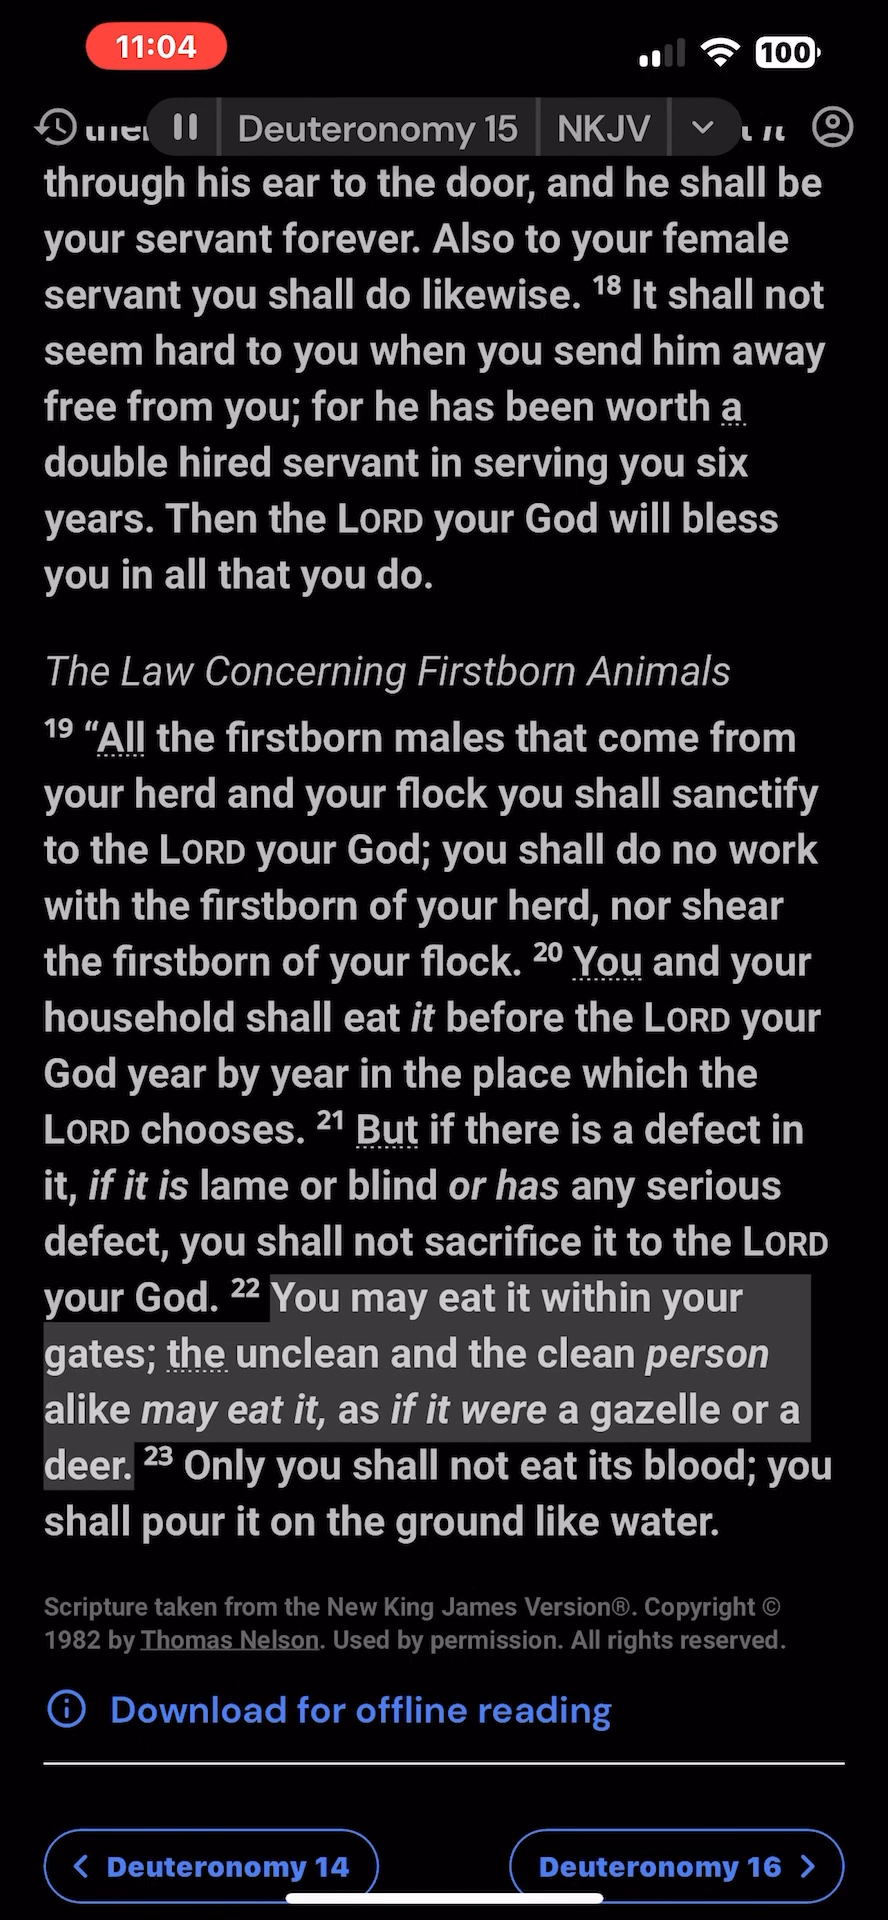 11:04
100
Deuteronomy 15 NKJV
through his ear to the door, and he shall be
your servant forever. Also to your female
servant you shall do likewise. 18 It shall not
seem hard to you when you send him away
free from you; for he has been worth a
double hired servant in serving you six
years. Then the LORD your God will bless
you in all that you do.
The Law Concerning Firstborn Animals
19 “All the firstborn males that come from
your herd and your flock you shall sanctify
to the LORD your God; you shall do no work
with the firstborn of your herd, nor shear
the firstborn of your flock. 20 You and your
household shall eat it before the LORD your
God year by year in the place which the
LORD chooses. 21 But if there is a defect in
it, if it is lame or blind or has any serious
defect, you shall not sacrifice it to the LORD
your God. 22 You may eat it within your
gates; the unclean and the clean person
alike may eat it, as if it were a gazelle or a
deer. 23 Only you shall not eat its blood; you
shall pour it on the ground like water.
Scripture taken from the New King James Version®. Copyright ©
1982 by Thomas Nelson. Used by permission. All rights reserved.
Download for offline reading
Deuteronomy 14
Deuteronomy 16